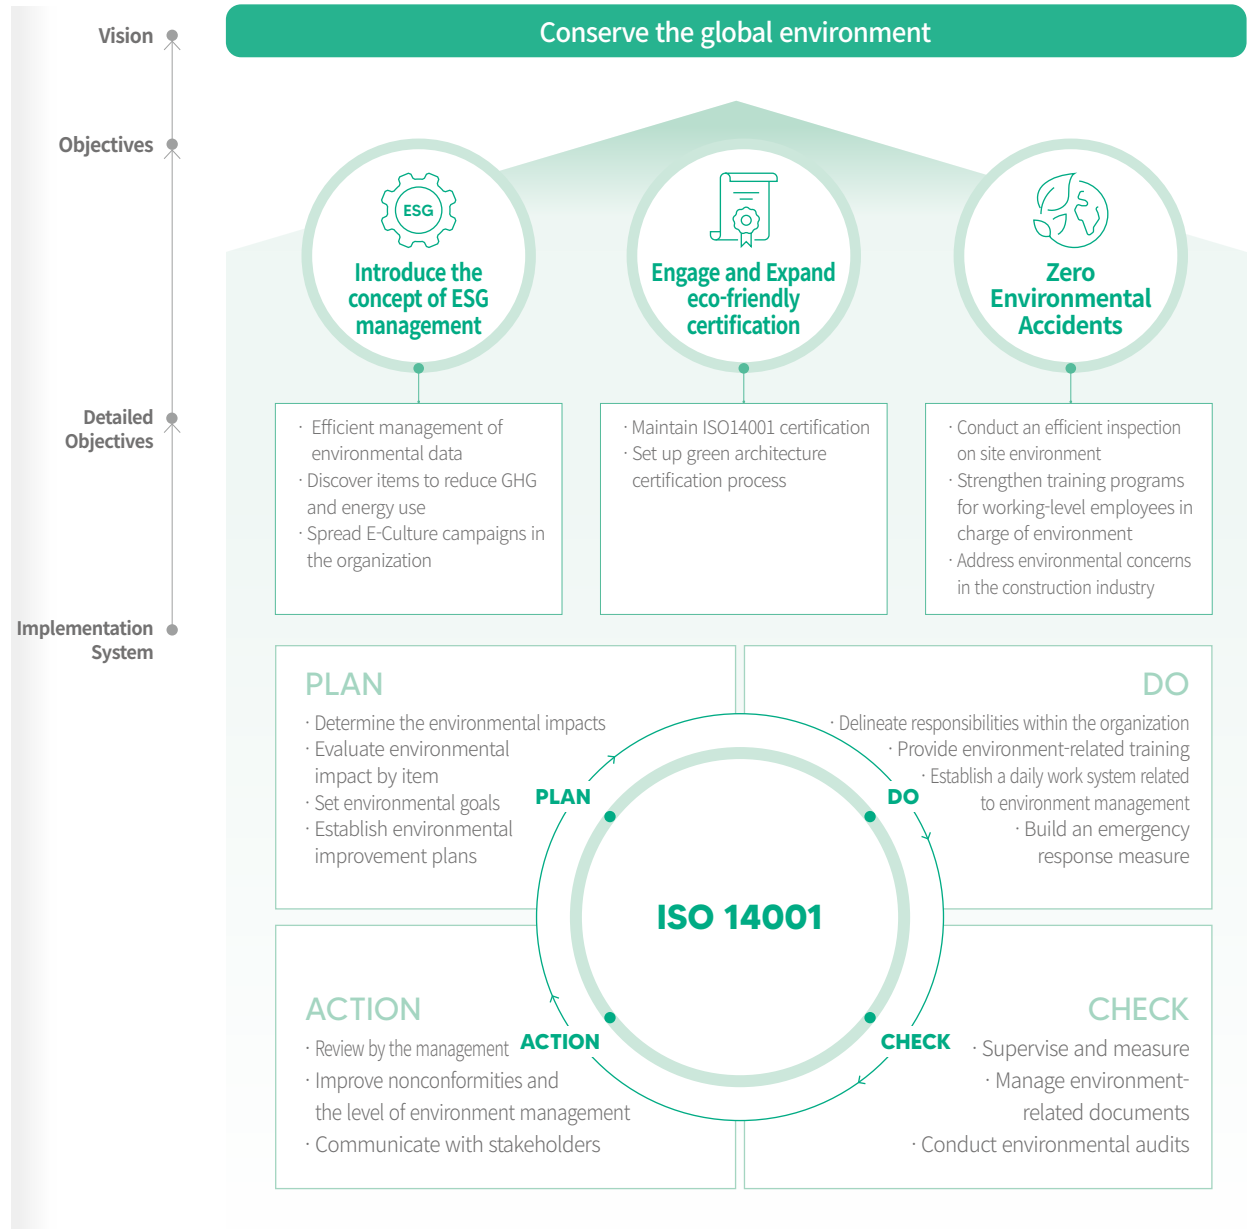 Vision
Conserve the global environment
Objectives
ESG
Introduce the
concept of ESG
management
Engage and Expand
eco-friendly
certification
Zero
Environmental
Accidents
Detailed
Objectives
· Efficient management of
environmental data
· Discover items to reduce GHG
and energy use
· Spread E-Culture campaigns in
the organization
· Maintain ISO14001 certification
· Set up green architecture
certification process
· Conduct an efficient inspection
on site environment
· Strengthen training programs
for working-level employees in
charge of environment
· Address environmental concerns
in the construction industry
Implementation
System
PLAN
· Determine the environmental impacts
· Evaluate environmental
impact by item
· Set environmental goals
· Establish environmental
improvement plans
DO
· Delineate responsibilities within the organization
· Provide environment-related training
· Establish a daily work system related
to environment management
· Build an emergency
response measure
PLAN
DO
ISO 14001
ACTION
CHECK
ACTION
· Review by the management
· Improve nonconformities and
the level of environment management
· Communicate with stakeholders
CHECK
· Supervise and measure
· Manage environment-
related documents
· Conduct environmental audits